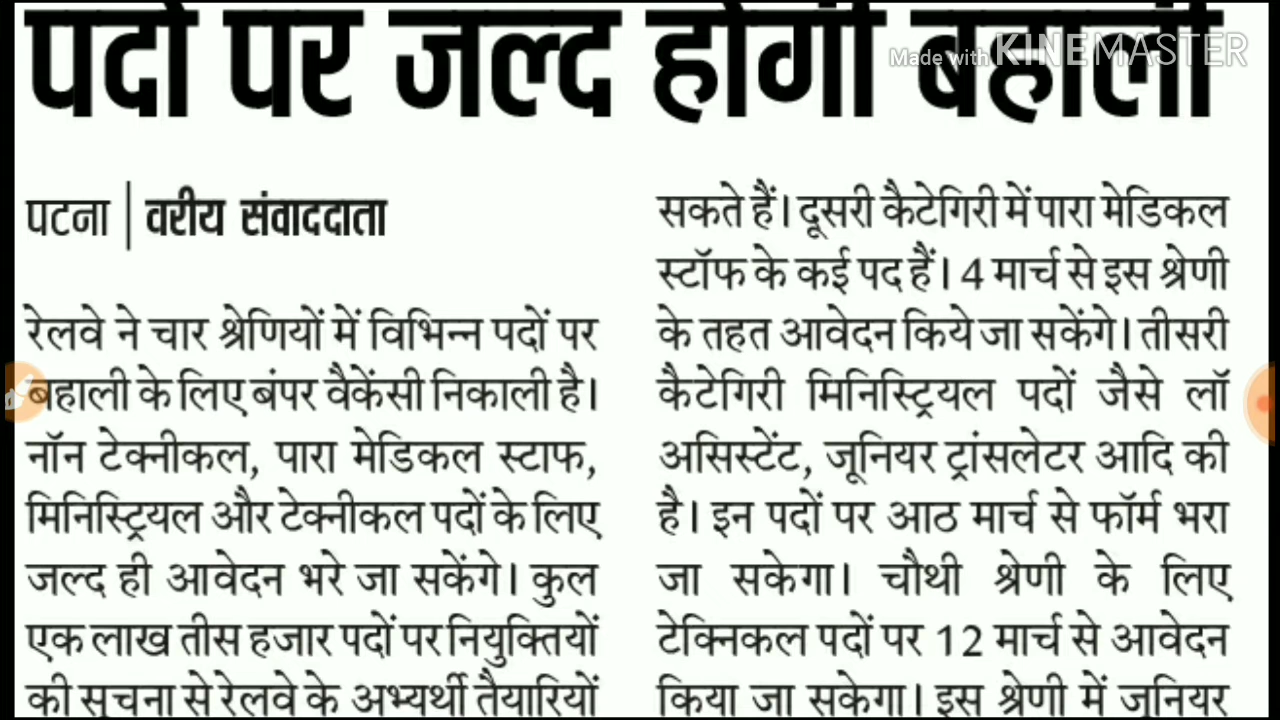 पदों पर जल्द होगी बहाली
Made with KINEMASTER
पटना | वरीय संवाददाता
रेलवे ने चार श्रेणियों में विभिन्न पदों पर
बहाली के लिए बंपर वैकेंसी निकाली है।
नॉन टेक्नीकल, पारा मेडिकल स्टाफ,
मिनिस्ट्रियल और टेक्नीकल पदों के लिए
जल्द ही आवेदन भरे जा सकेंगे। कुल
एक लाख तीस हजार पदों पर नियुक्तियों
की सूचना से रेलवे के अभ्यर्थी तैयारियों
सकते हैं। दूसरी कैटेगिरी में पारा मेडिकल
स्टॉफ के कई पद हैं। 4 मार्च से इस श्रेणी
के तहत आवेदन किये जा सकेंगे। तीसरी
कैटेगिरी मिनिस्ट्रियल पदों जैसे लॉ
असिस्टेंट, जूनियर ट्रांसलेटर आदि की
है। इन पदों पर आठ मार्च से फॉर्म भरा
जा सकेगा। चौथी श्रेणी के लिए
टेक्निकल पदों पर 12 मार्च से आवेदन
किया जा सकेगा। इस श्रेणी में जूनियर